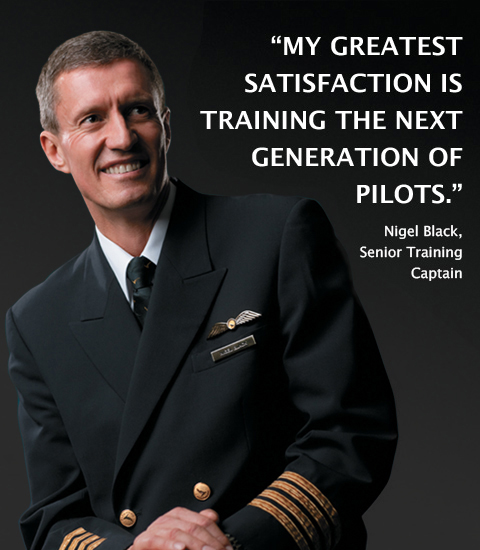 “MY GREATEST
SATISFACTION IS
TRAINING THE NEXT
GENERATION OF
PILOTS.”
Nigel Black,
Senior Training
Captain